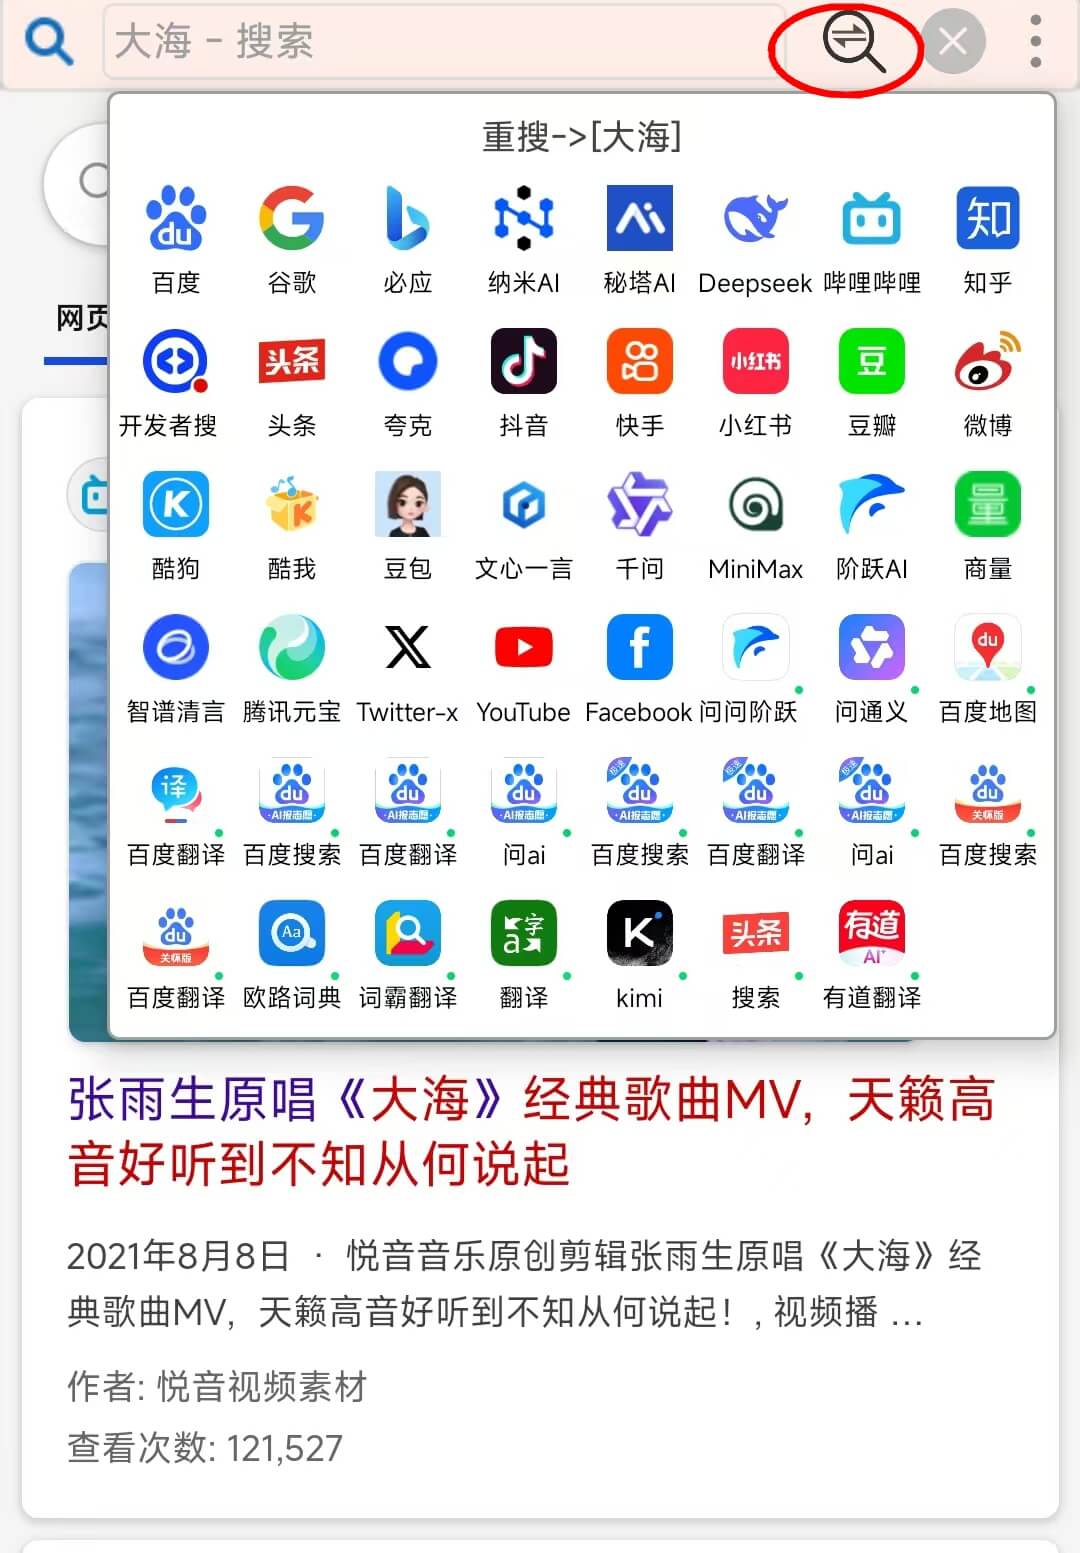 大海 - 搜索
重搜->[大海]
百度 谷歌 必应 纳米AI 秘塔AI Deepseek 哔哩哔哩 知乎
开发者搜 头条 夸克 抖音 快手 小红书 豆瓣 微博
酷狗 酷我 豆包 文心一言 千问 MiniMax 阶跃AI 商量
智谱清言 腾讯元宝 Twitter-x YouTube Facebook 问问阶跃 问通义 百度地图
百度翻译 百度搜索 百度翻译 问ai 百度搜索 百度翻译 问ai 百度搜索
百度翻译 欧路词典 词霸翻译 翻译 kimi 搜索 有道翻译
网页
张雨生原唱《大海》经典歌曲MV，天籁高
音好听到不知从何说起
2021年8月8日 · 悦音音乐原创剪辑张雨生原唱《大海》经
典歌曲MV，天籁高音好听到不知从何说起！, 视频播 ...
作者: 悦音视频素材
查看次数: 121,527